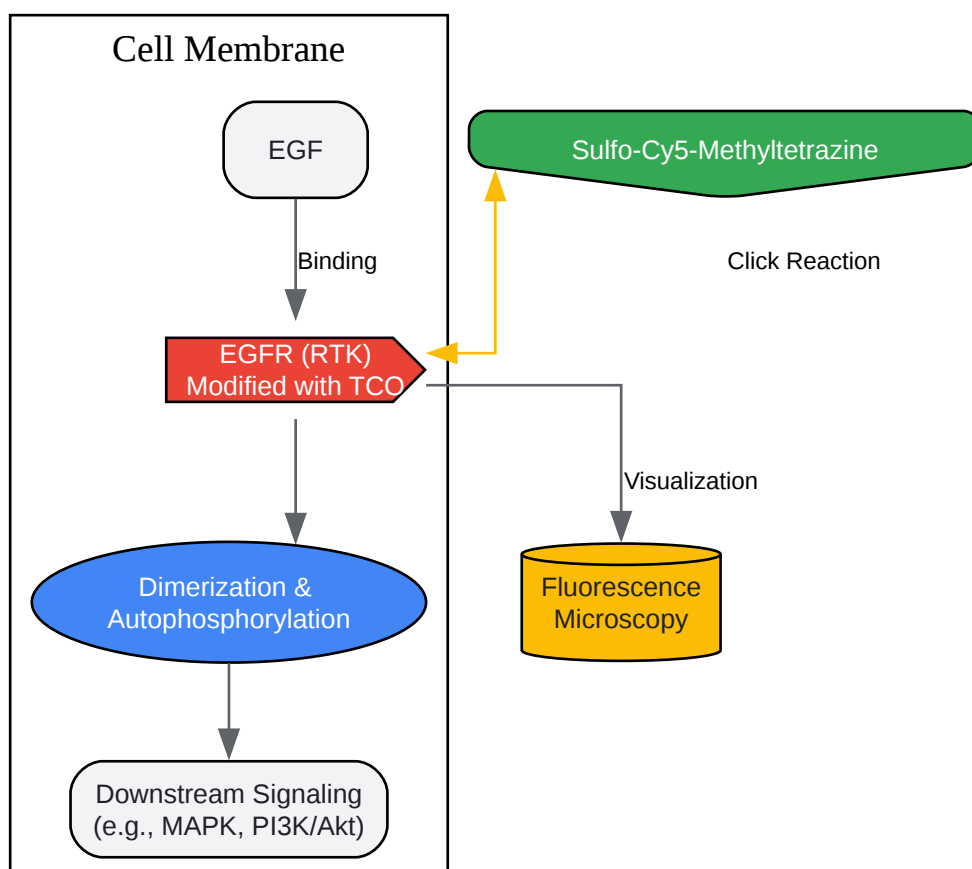 Cell Membrane
EGF
Sulfo-Cy5-Methyltetrazine
Binding
Click Reaction
EGFR (RTK)
Modified with TCO
Visualization
Dimerization &
Autophosphorylation
Fluorescence
Microscopy
Downstream Signaling
(e.g., MAPK, PI3K/Akt)